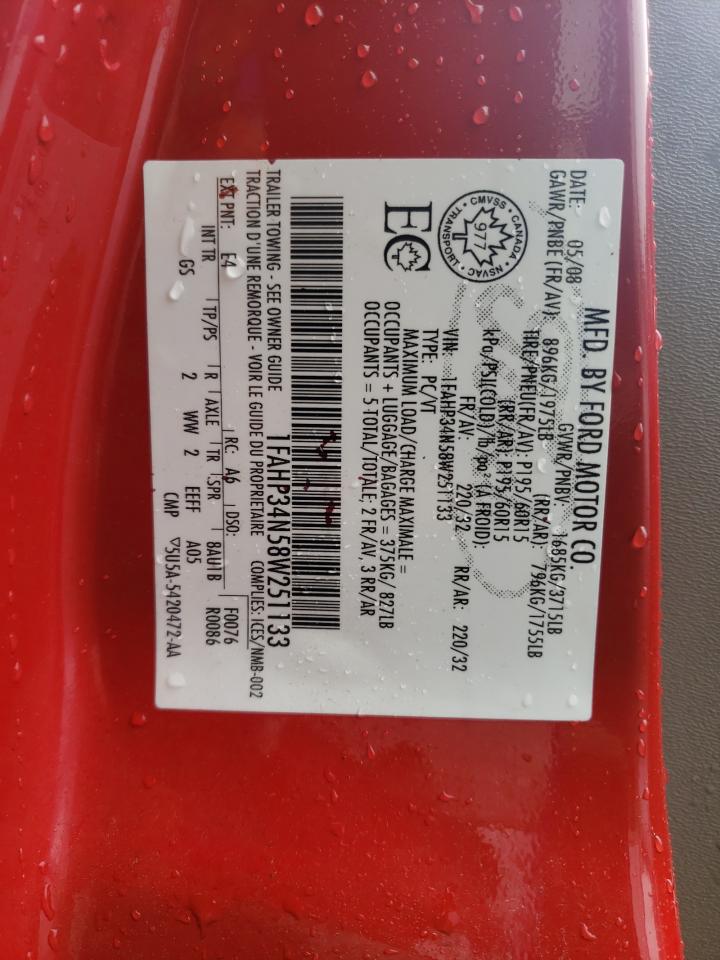 MFD. BY FORD MOTOR CO.
DATE: 05/08 GVWR/PNBV 1685KG/3715LB
GAWR/PNBE (FR/AV): 896KG/1975LB (RR/AR): 796KG/1755LB
TIRE/PNEU(FR/AV): P195/60R15
(RR/AR): P195/60R15
kPa/PSI(COLD)/lb/po² (A FROID):
FR/AV: 220/32 RR/AR: 220/32
VIN: 1FAHP34N58W251133
TYPE: PC/VT
MAXIMUM LOAD/CHARGE MAXIMALE =
OCCUPANTS + LUGGAGE/BAGAGES = 375KG/ 827LB
OCCUPANTS = 5 TOTAL/TOTALE; 2 FR/AV, 3 RR/AR
CANADA • NSVAC • TRANSPORT • CMVSS •
977
EC
1FAHP34N58W251133
TRAILER TOWING - SEE OWNER GUIDE
TRACTION D'UNE REMORQUE - VOIR LE GUIDE DU PROPRIETAIRE COMPLIES: ICES/NMB-002
EXT PNT: E4 RC: A6 DSO: F0076
INT TR TP/PS R AXLE TR SPR 8AU1B R0086
GS 2 WW 2 EEFF A05
CMP ▽5U5A-5420472-AA